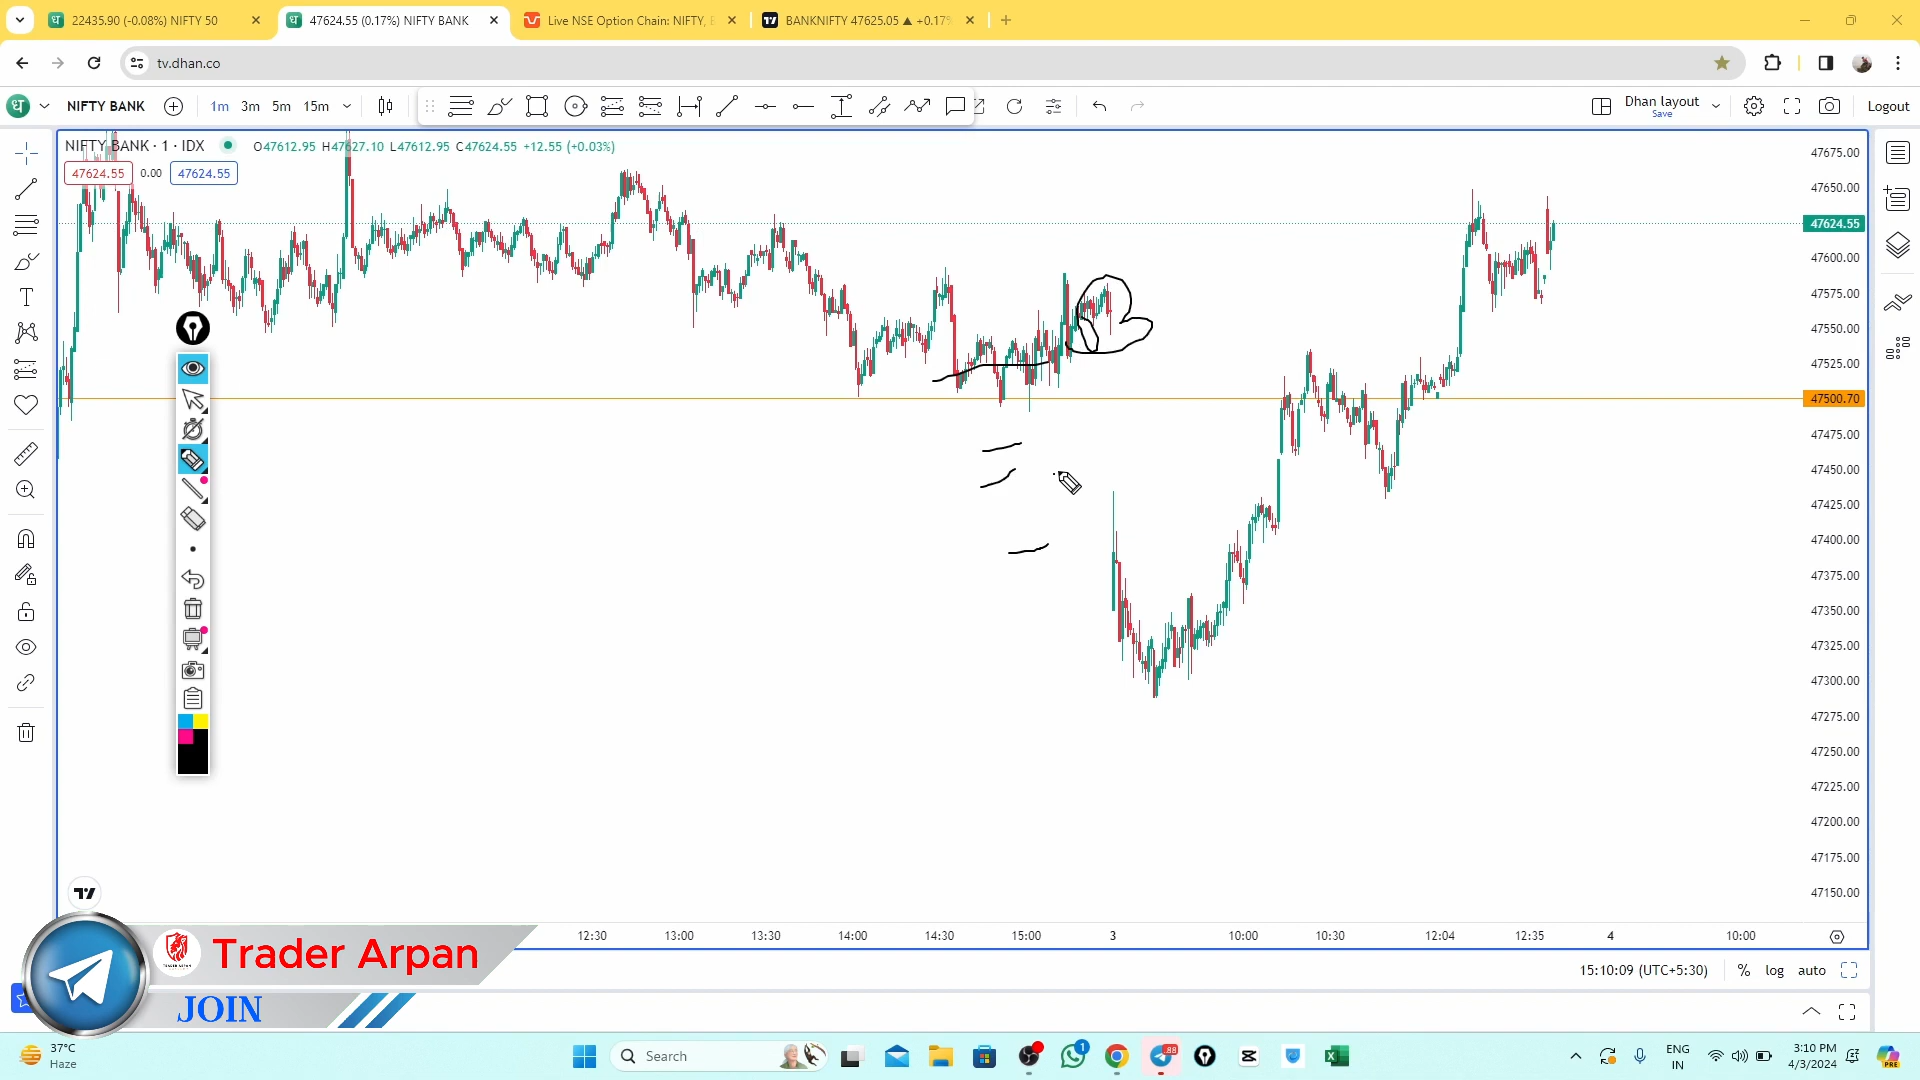 22435.90 (-0.08%) NIFTY 50
47624.55 (0.17%) NIFTY BANK
Live NSE Option Chain: NIFTY,
BANKNIFTY 47625.05 ▲ +0.17%
tv.dhan.co
NIFTY BANK
1m 3m 5m 15m
Dhan layout
Save
Logout
NIFTY BANK · 1 · IDX
O47612.95 H47627.10 L47612.95 C47624.55 +12.55 (+0.03%)
47624.55 0.00 47624.55
47675.00
47650.00
47624.55
47600.00
47575.00
47550.00
47525.00
47500.70
47475.00
47450.00
47425.00
47400.00
47375.00
47350.00
47325.00
47300.00
47275.00
47250.00
47225.00
47200.00
47175.00
47150.00
12:30 13:00 13:30 14:00 14:30 15:00 3 10:00 10:30 12:04 12:35 4 10:00
15:10:09 (UTC+5:30) % log auto
Trader Arpan
JOIN
37°C
Haze
Search
1
88
ENG
IN
3:10 PM
4/3/2024
PRE